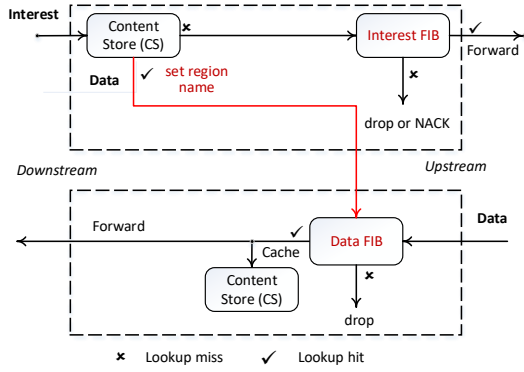 Interest
Content
Store (CS)
Interest FIB
Forward
Data
set region
name
drop or NACK
Downstream
Upstream
Forward
Data
Data FIB
Cache
Content
Store (CS)
drop
Lookup miss
Lookup hit